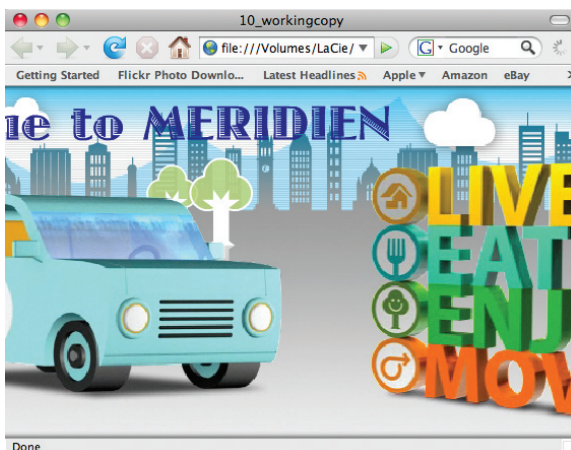 10_workingcopy
file:///Volumes/LaCie/
G Google
Getting Started Flickr Photo Downlo... Latest Headlines Apple Amazon eBay
ne to MERIDIEN
LIVE
EAT
ENJ
MOV
Done